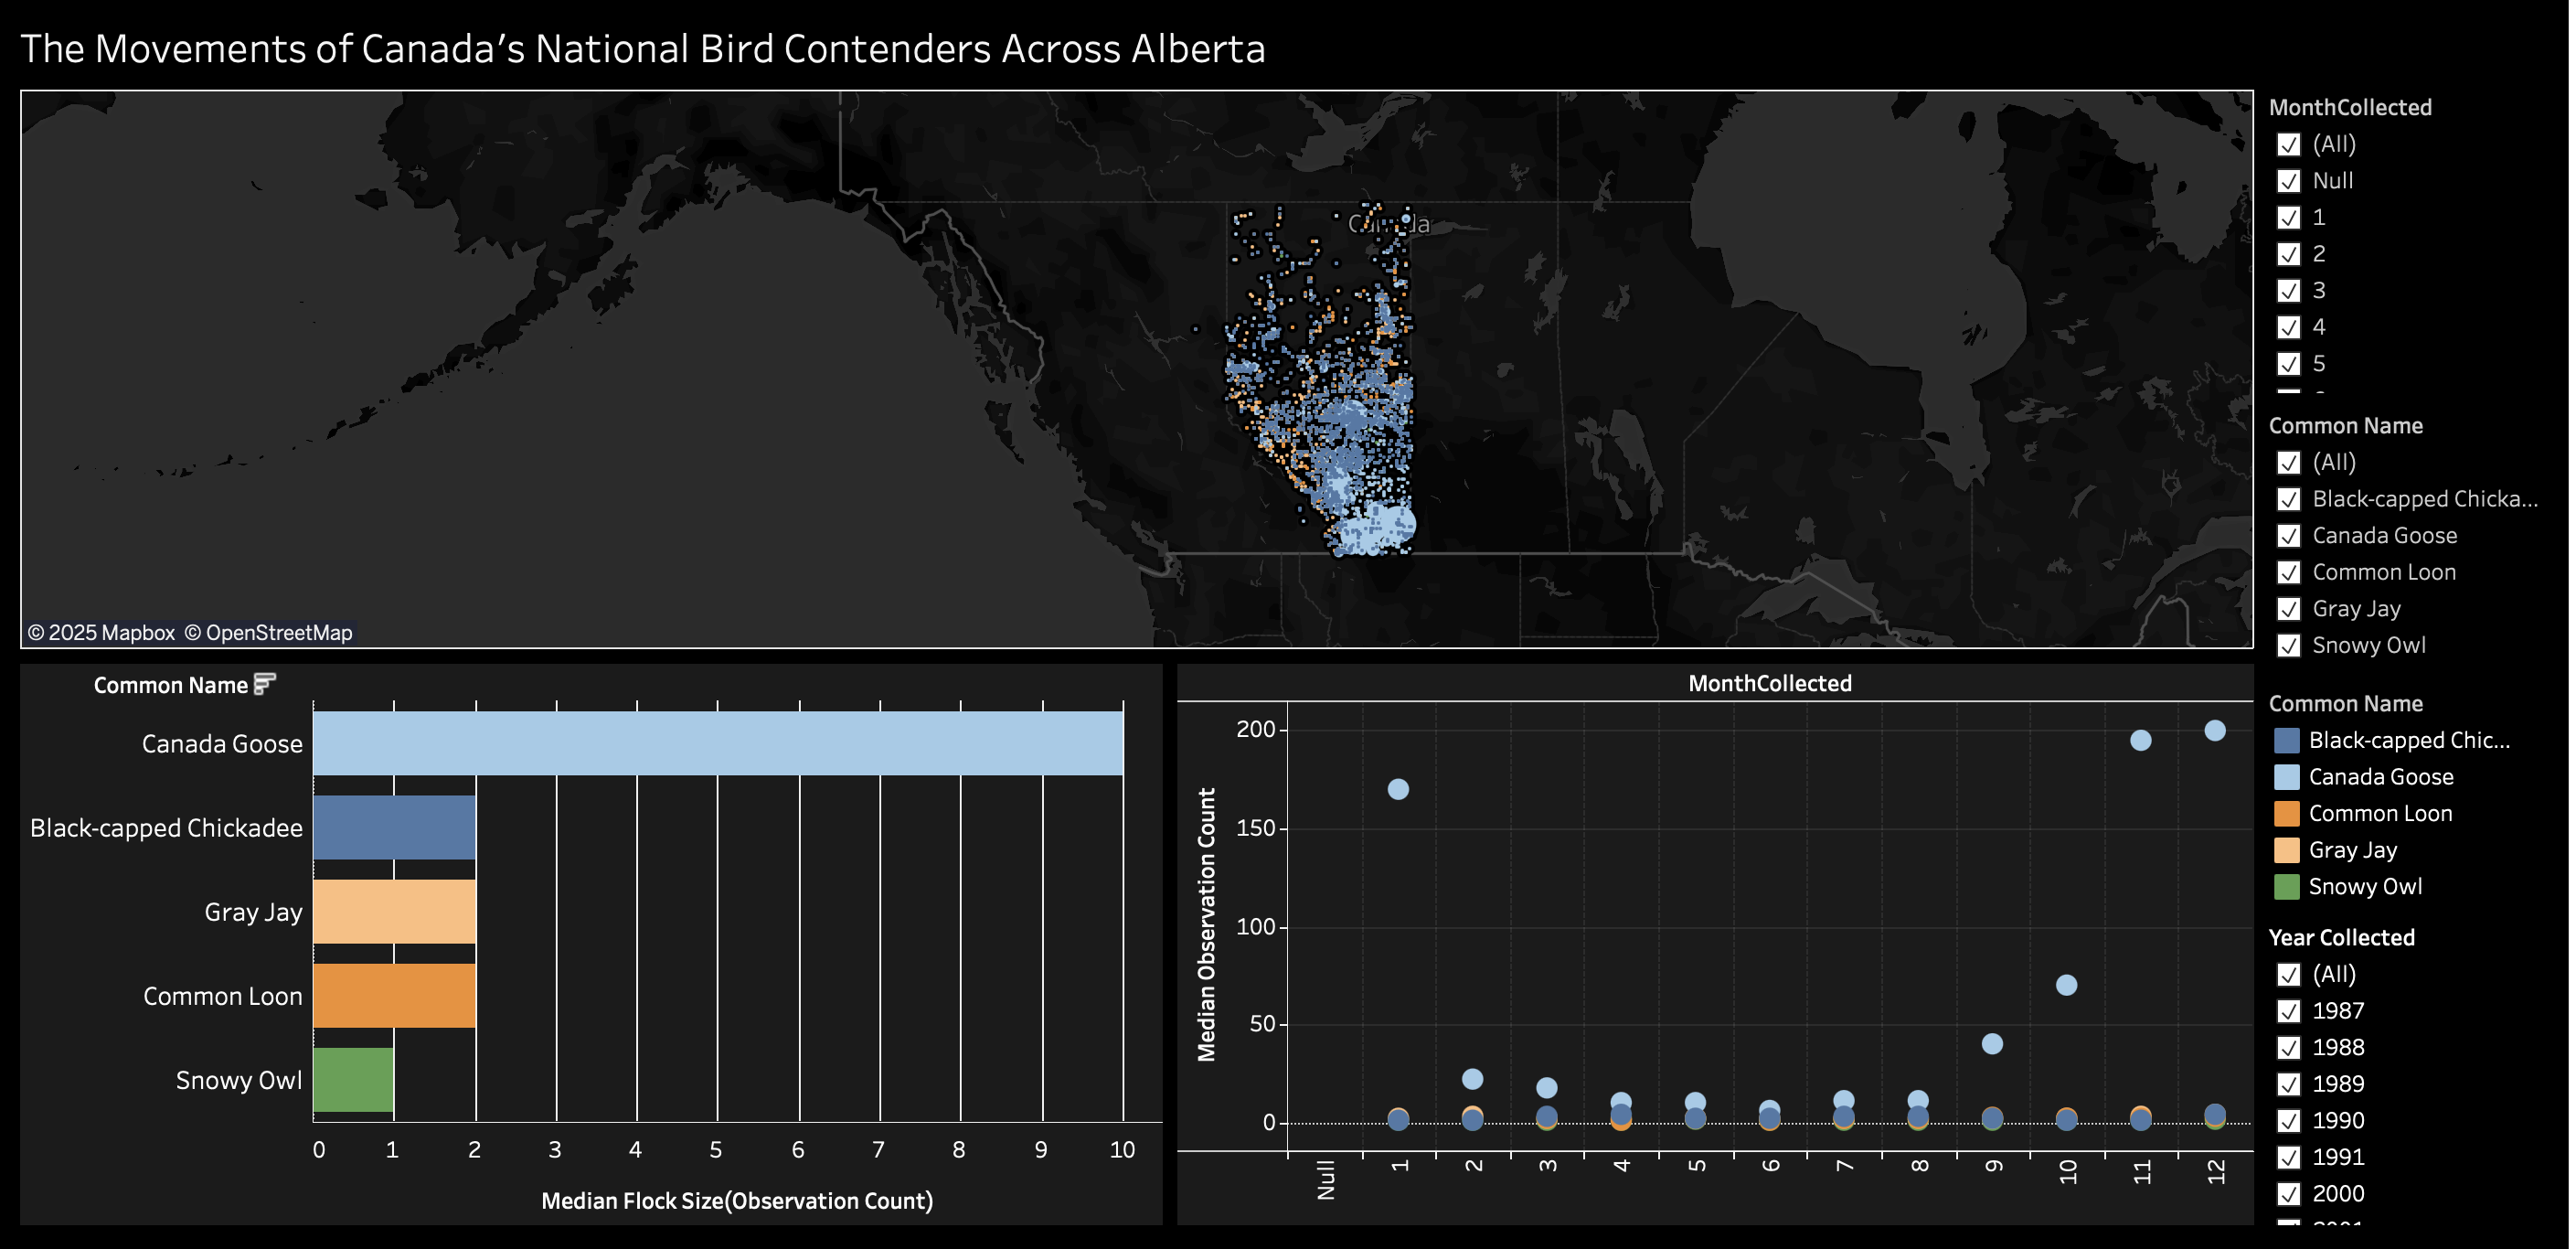 The Movements of Canada's National Bird Contenders Across Alberta
Canada
© 2025 Mapbox © OpenStreetMap
MonthCollected
(All)
Null
1
2
3
4
5
Common Name
(All)
Black-capped Chicka...
Canada Goose
Common Loon
Gray Jay
Snowy Owl
Common Name
Black-capped Chic...
Canada Goose
Common Loon
Gray Jay
Snowy Owl
Year Collected
(All)
1987
1988
1989
1990
1991
2000
Common Name
Canada Goose
Black-capped Chickadee
Gray Jay
Common Loon
Snowy Owl
0 1 2 3 4 5 6 7 8 9 10
Median Flock Size(Observation Count)
MonthCollected
Median Observation Count
200
150
100
50
0
Null 1 2 3 4 5 6 7 8 9 10 11 12